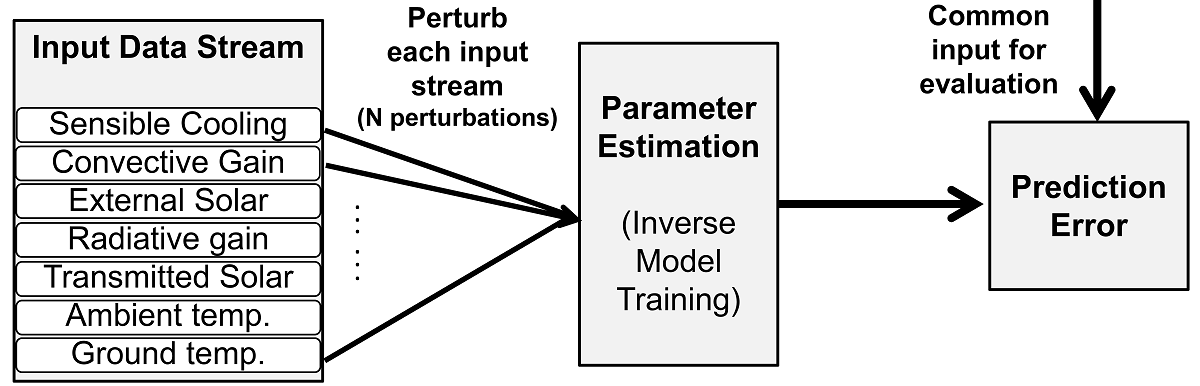 Input Data Stream
Sensible Cooling
Convective Gain
External Solar
Radiative gain
Transmitted Solar
Ambient temp.
Ground temp.
Perturb
each input
stream
(N perturbations)
Parameter
Estimation
(Inverse
Model
Training)
Common
input for
evaluation
Prediction
Error